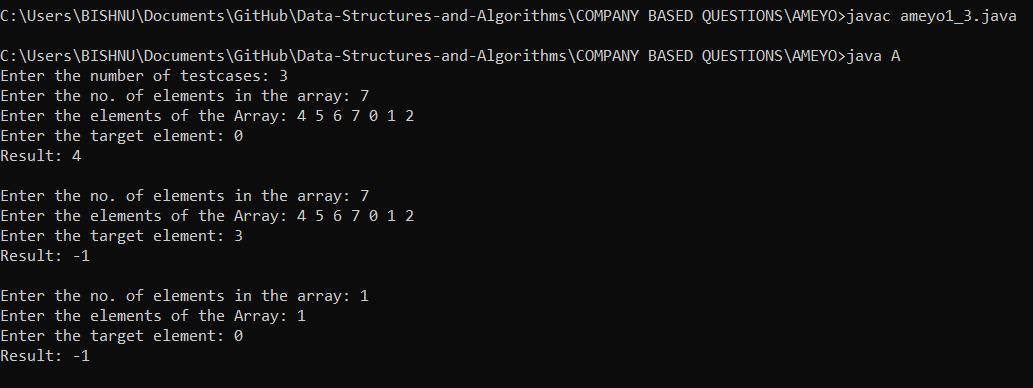 C:\Users\BISHNU\Documents\GitHub\Data-Structures-and-Algorithms\COMPANY BASED QUESTIONS\AMEYO>javac ameyo1_3.java
C:\Users\BISHNU\Documents\GitHub\Data-Structures-and-Algorithms\COMPANY BASED QUESTIONS\AMEYO>java A
Enter the number of testcases: 3
Enter the no. of elements in the array: 7
Enter the elements of the Array: 4 5 6 7 0 1 2
Enter the target element: 0
Result: 4
Enter the no. of elements in the array: 7
Enter the elements of the Array: 4 5 6 7 0 1 2
Enter the target element: 3
Result: -1
Enter the no. of elements in the array: 1
Enter the elements of the Array: 1
Enter the target element: 0
Result: -1